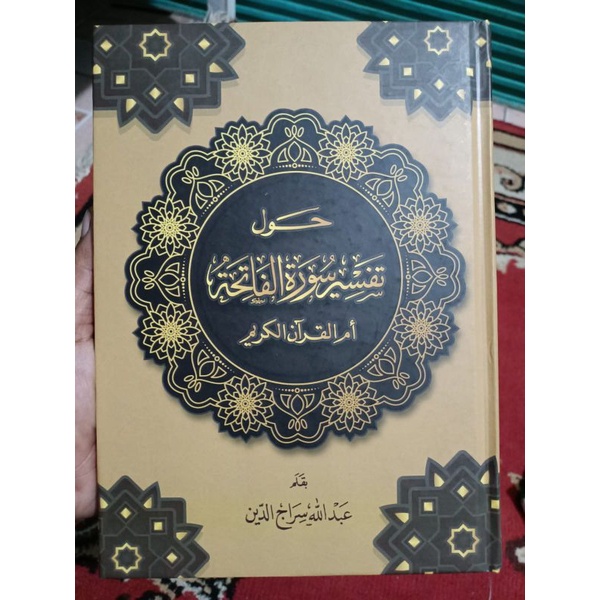 حول
تفسير سورة الفاتحة
أم القرآن الكريم
بقلم
عبد الله سراج الدين